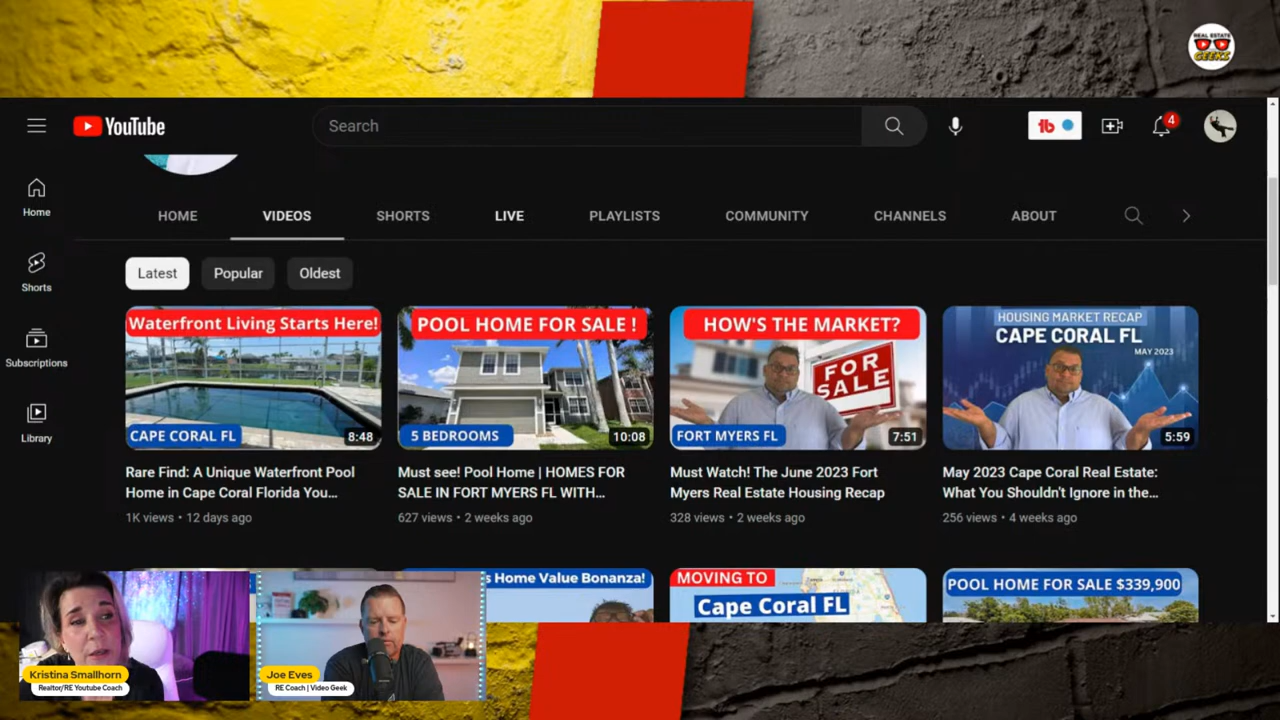 REAL ESTATE
GEEKS
YouTube
Search
4
Home
Shorts
Subscriptions
Library
HOME
VIDEOS
SHORTS
LIVE
PLAYLISTS
COMMUNITY
CHANNELS
ABOUT
Latest
Popular
Oldest
Waterfront Living Starts Here!
CAPE CORAL FL
8:48
Rare Find: A Unique Waterfront Pool
Home in Cape Coral Florida You...
1K views • 12 days ago
POOL HOME FOR SALE !
5 BEDROOMS
10:08
Must see! Pool Home | HOMES FOR
SALE IN FORT MYERS FL WITH...
627 views • 2 weeks ago
HOW'S THE MARKET?
FOR
SALE
FORT MYERS FL
7:51
Must Watch! The June 2023 Fort
Myers Real Estate Housing Recap
328 views • 2 weeks ago
HOUSING MARKET RECAP
CAPE CORAL FL
MAY 2023
5:59
May 2023 Cape Coral Real Estate:
What You Shouldn't Ignore in the...
256 views • 4 weeks ago
s Home Value Bonanza!
MOVING TO
Cape Coral FL
POOL HOME FOR SALE $339,900
Kristina Smallhorn
Realtor/RE Youtube Coach
Joe Eves
RE Coach | Video Geek